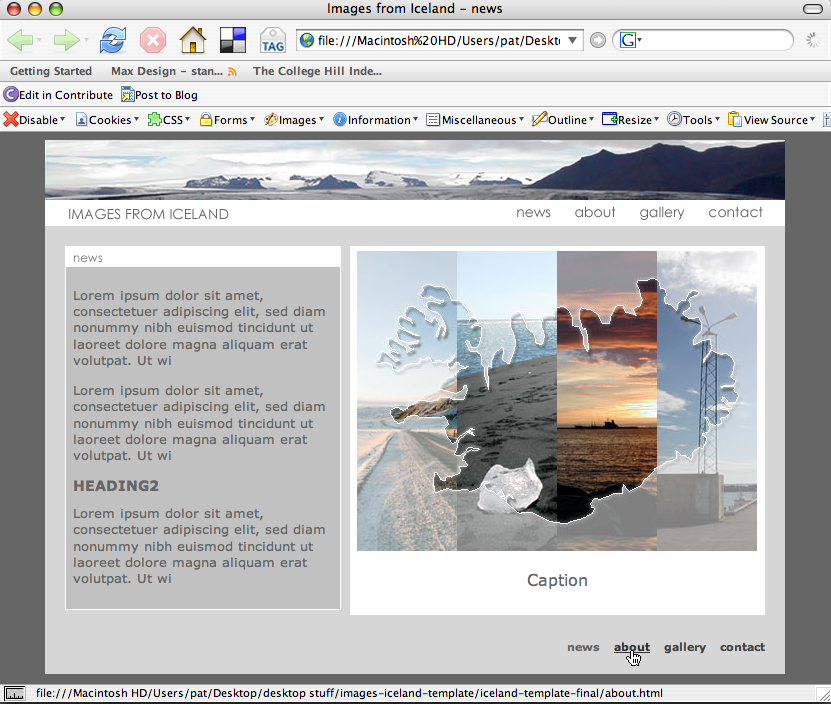 Images from Iceland - news
TAG
file:///Macintosh%20HD/Users/pat/Deskt
G
Getting Started Max Design - stan... The College Hill Inde...
Edit in Contribute Post to Blog
Disable Cookies CSS Forms Images Information Miscellaneous Outline Resize Tools View Source
IMAGES FROM ICELAND news about gallery contact
news
Lorem ipsum dolor sit amet,
consectetuer adipiscing elit, sed diam
nonummy nibh euismod tincidunt ut
laoreet dolore magna aliquam erat
volutpat. Ut wi
Lorem ipsum dolor sit amet,
consectetuer adipiscing elit, sed diam
nonummy nibh euismod tincidunt ut
laoreet dolore magna aliquam erat
volutpat. Ut wi
HEADING2
Lorem ipsum dolor sit amet,
consectetuer adipiscing elit, sed diam
nonummy nibh euismod tincidunt ut
laoreet dolore magna aliquam erat
volutpat. Ut wi
Caption
news about gallery contact
file:///Macintosh HD/Users/pat/Desktop/desktop stuff/images-iceland-template/iceland-template-final/about.html